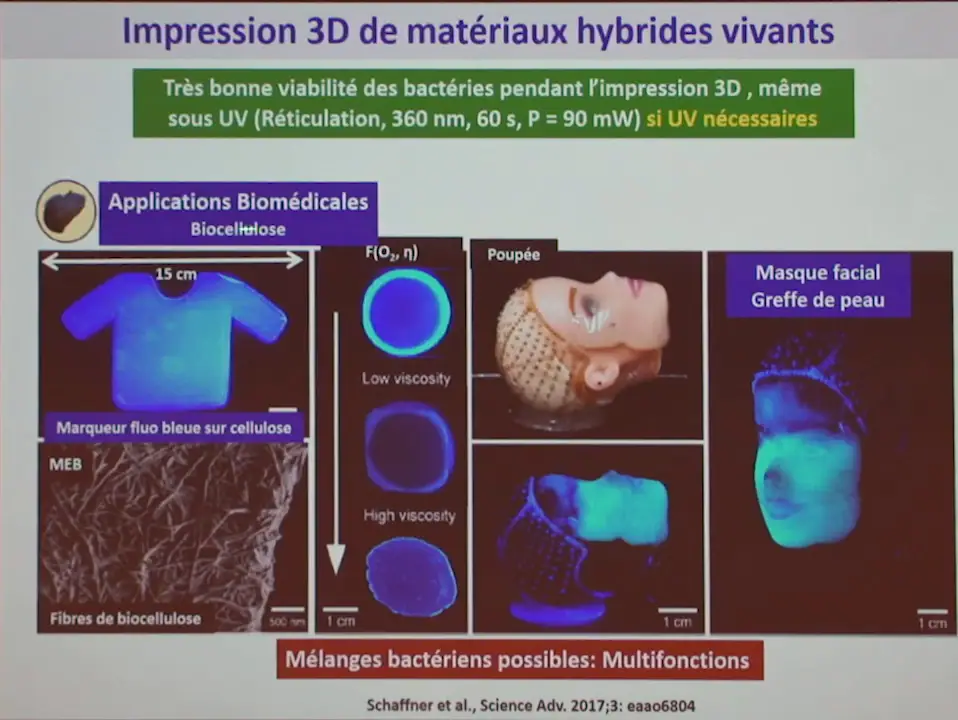 Impression 3D de matériaux hybrides vivants
Très bonne viabilité des bactéries pendant l'impression 3D , même
sous UV (Réticulation, 360 nm, 60 s, P = 90 mW) si UV nécessaires
Applications Biomédicales
Biocellulose
15 cm
Marqueur fluo bleue sur cellulose
MEB
Fibres de biocellulose
500 nm
F(O₂, η)
Low viscosity
High viscosity
1 cm
Poupée
1 cm
Masque facial
Greffe de peau
1 cm
Mélanges bactériens possibles: Multifonctions
Schaffner et al., Science Adv. 2017;3: eaao6804